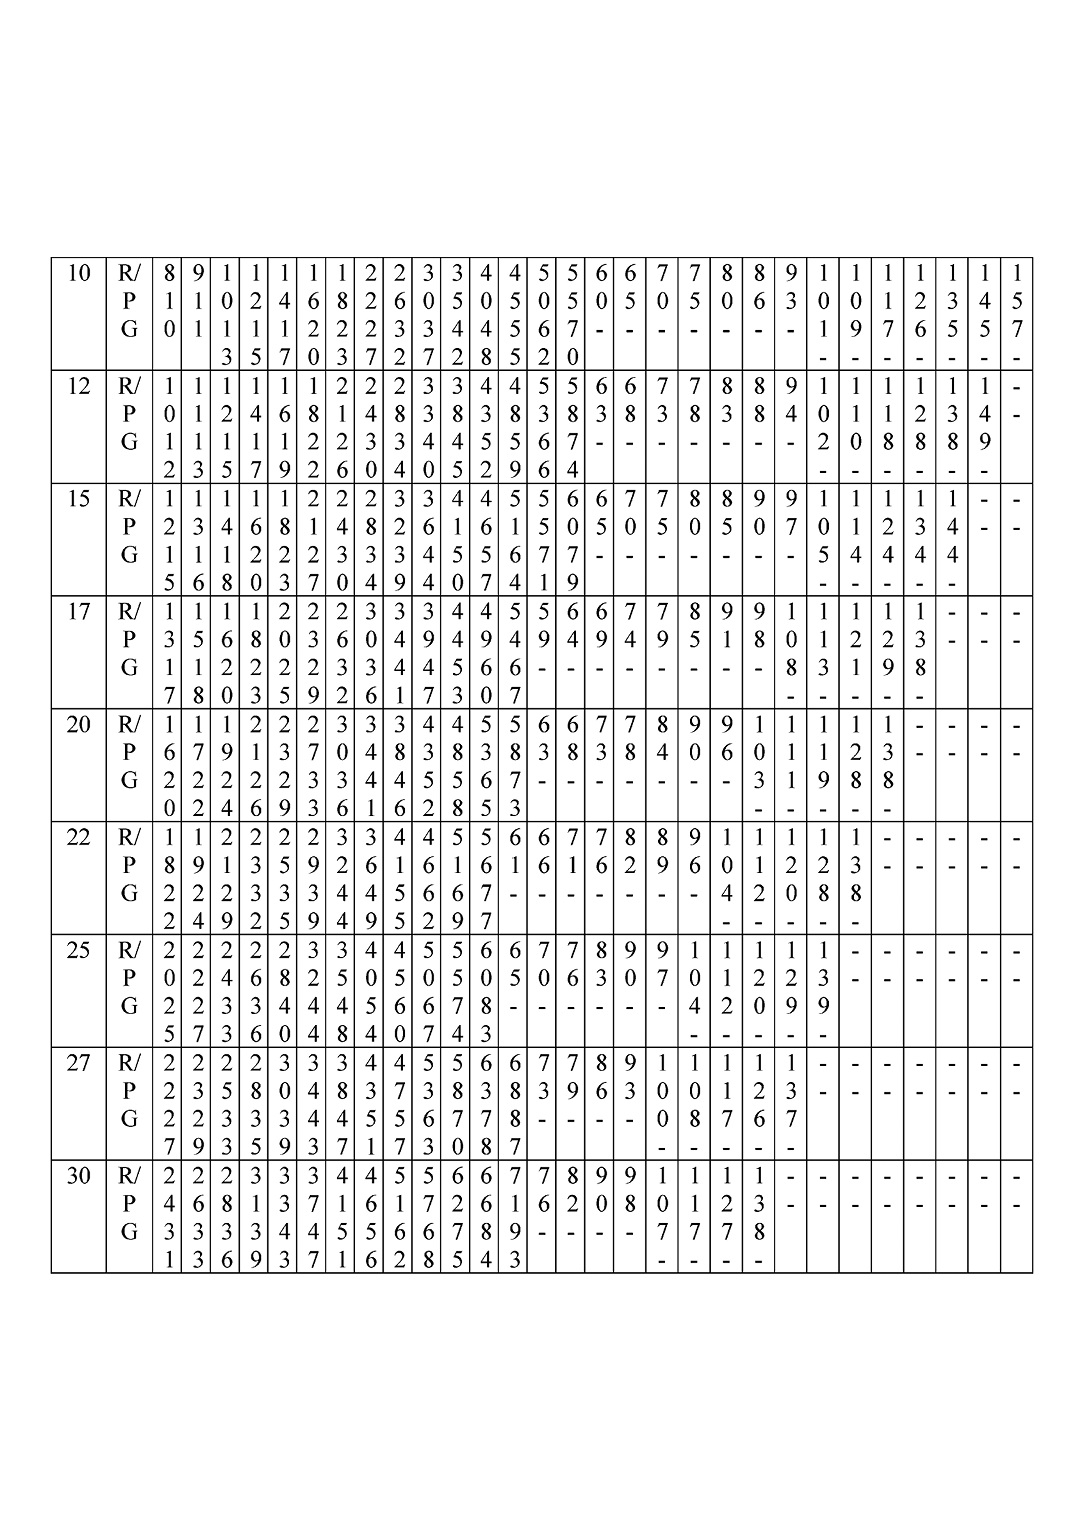 10 R/ 8 9 1 1 1 1 1 2 2 3 3 4 4 5 5 6 6 7 7 8 8 9 1 1 1 1 1 1 1
P 1 1 0 2 4 6 8 2 6 0 5 0 5 0 5 0 5 0 5 0 6 3 0 0 1 2 3 4 5
G 0 1 1 1 1 2 2 2 3 3 4 4 5 6 7 - - - - - - - 1 9 7 6 5 5 7
3 5 7 0 3 7 2 7 2 8 5 2 0 - - - - - - -
12 R/ 1 1 1 1 1 1 2 2 2 3 3 4 4 5 5 6 6 7 7 8 8 9 1 1 1 1 1 1 -
P 0 1 2 4 6 8 1 4 8 3 8 3 8 3 8 3 8 3 8 3 8 4 0 1 1 2 3 4 -
G 1 1 1 1 1 2 2 3 3 4 4 5 5 6 7 - - - - - - - 2 0 8 8 8 9
2 3 5 7 9 2 6 0 4 0 5 2 9 6 4 - - - - - -
15 R/ 1 1 1 1 1 2 2 2 3 3 4 4 5 5 6 6 7 7 8 8 9 9 1 1 1 1 1 - -
P 2 3 4 6 8 1 4 8 2 6 1 6 1 5 0 5 0 5 0 5 0 7 0 1 2 3 4 - -
G 1 1 1 2 2 2 3 3 3 4 5 5 6 7 7 - - - - - - - 5 4 4 4 4
5 6 8 0 3 7 0 4 9 4 0 7 4 1 9 - - - - -
17 R/ 1 1 1 1 2 2 2 3 3 3 4 4 5 5 6 6 7 7 8 9 9 1 1 1 1 1 - - -
P 3 5 6 8 0 3 6 0 4 9 4 9 4 9 4 9 4 9 5 1 8 0 1 2 2 3 - - -
G 1 1 2 2 2 2 3 3 4 4 5 6 6 - - - - - - - - 8 3 1 9 8
7 8 0 3 5 9 2 6 1 7 3 0 7 - - - - -
20 R/ 1 1 1 2 2 2 3 3 3 4 4 5 5 6 6 7 7 8 9 9 1 1 1 1 1 - - - -
P 6 7 9 1 3 7 0 4 8 3 8 3 8 3 8 3 8 4 0 6 0 1 1 2 3 - - - -
G 2 2 2 2 2 3 3 4 4 5 5 6 7 - - - - - - - 3 1 9 8 8
0 2 4 6 9 3 6 1 6 2 8 5 3 - - - - -
22 R/ 1 1 2 2 2 2 3 3 4 4 5 5 6 6 7 7 8 8 9 1 1 1 1 1 - - - - -
P 8 9 1 3 5 9 2 6 1 6 1 6 1 6 1 6 2 9 6 0 1 2 2 3 - - - - -
G 2 2 2 3 3 3 4 4 5 5 6 7 - - - - - - - 4 2 0 8 8
2 4 9 2 5 9 4 9 5 2 9 7 - - - - -
25 R/ 2 2 2 2 2 3 3 4 4 5 5 6 6 7 7 8 9 9 1 1 1 1 1 - - - - - -
P 0 2 4 6 8 2 5 0 5 0 5 0 5 0 6 3 0 7 0 1 2 2 3 - - - - - -
G 2 2 3 3 4 4 4 5 6 6 7 8 - - - - - - 4 2 0 9 9
5 7 3 6 0 4 8 4 0 7 4 3 - - - - -
27 R/ 2 2 2 2 3 3 3 4 4 5 5 6 6 7 7 8 9 1 1 1 1 1 - - - - - - -
P 2 3 5 8 0 4 8 3 7 3 8 3 8 3 9 6 3 0 0 1 2 3 - - - - - - -
G 2 2 3 3 3 4 4 5 5 6 7 7 8 - - - - 0 8 7 6 7
7 9 3 5 9 3 7 1 7 3 0 8 7 - - - - -
30 R/ 2 2 2 3 3 3 4 4 5 5 6 6 7 7 8 9 9 1 1 1 1 - - - - - - - -
P 4 6 8 1 3 7 1 6 1 7 2 6 1 6 2 0 8 0 1 2 3 - - - - - - - -
G 3 3 3 3 4 4 5 5 6 6 7 8 9 - - - - 7 7 7 8
1 3 6 9 3 7 1 6 2 8 5 4 3 - - - -